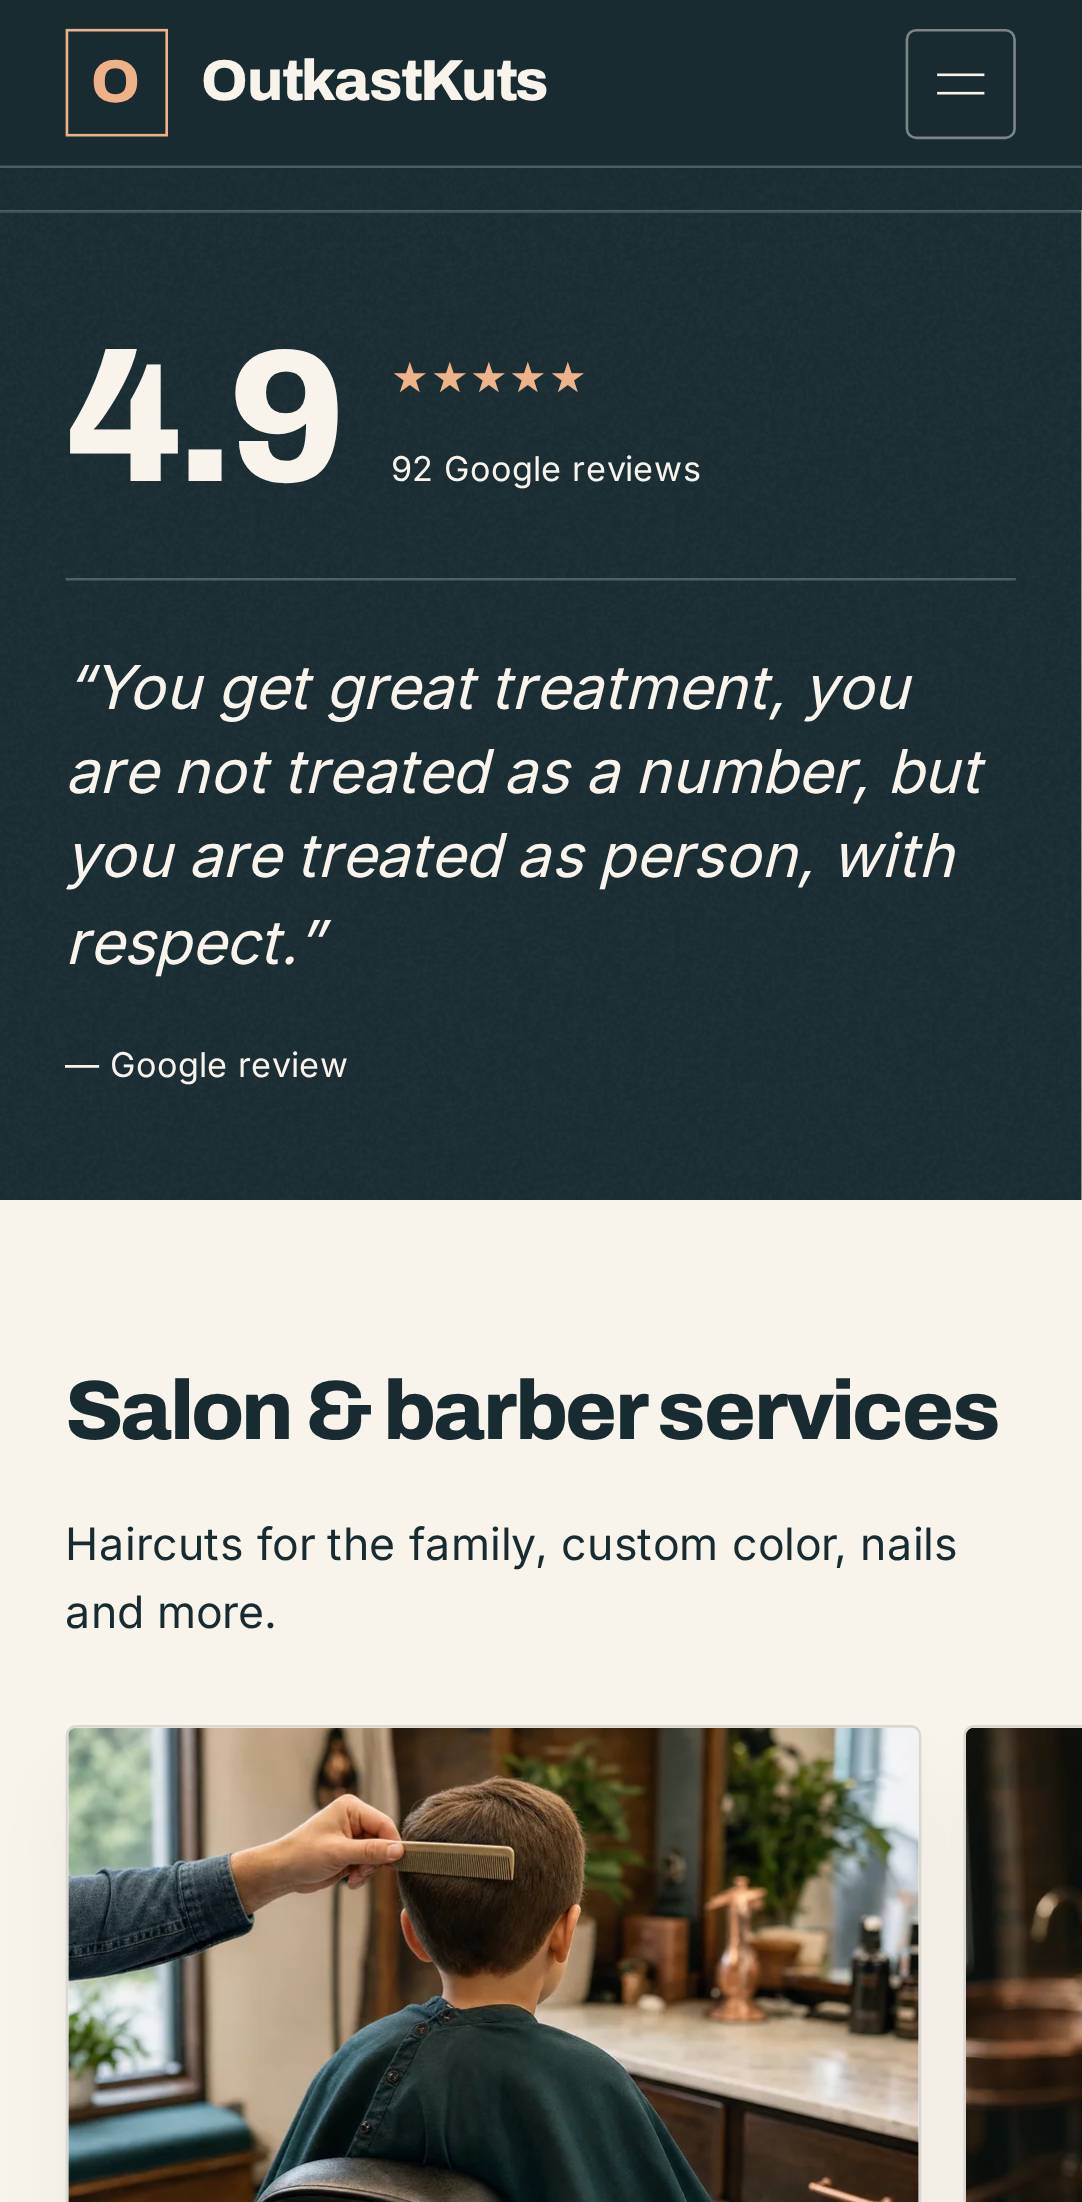 O OutkastKuts
4.9
★★★★★
92 Google reviews
“You get great treatment, you
are not treated as a number, but
you are treated as person, with
respect.”
— Google review
Salon & barber services
Haircuts for the family, custom color, nails
and more.